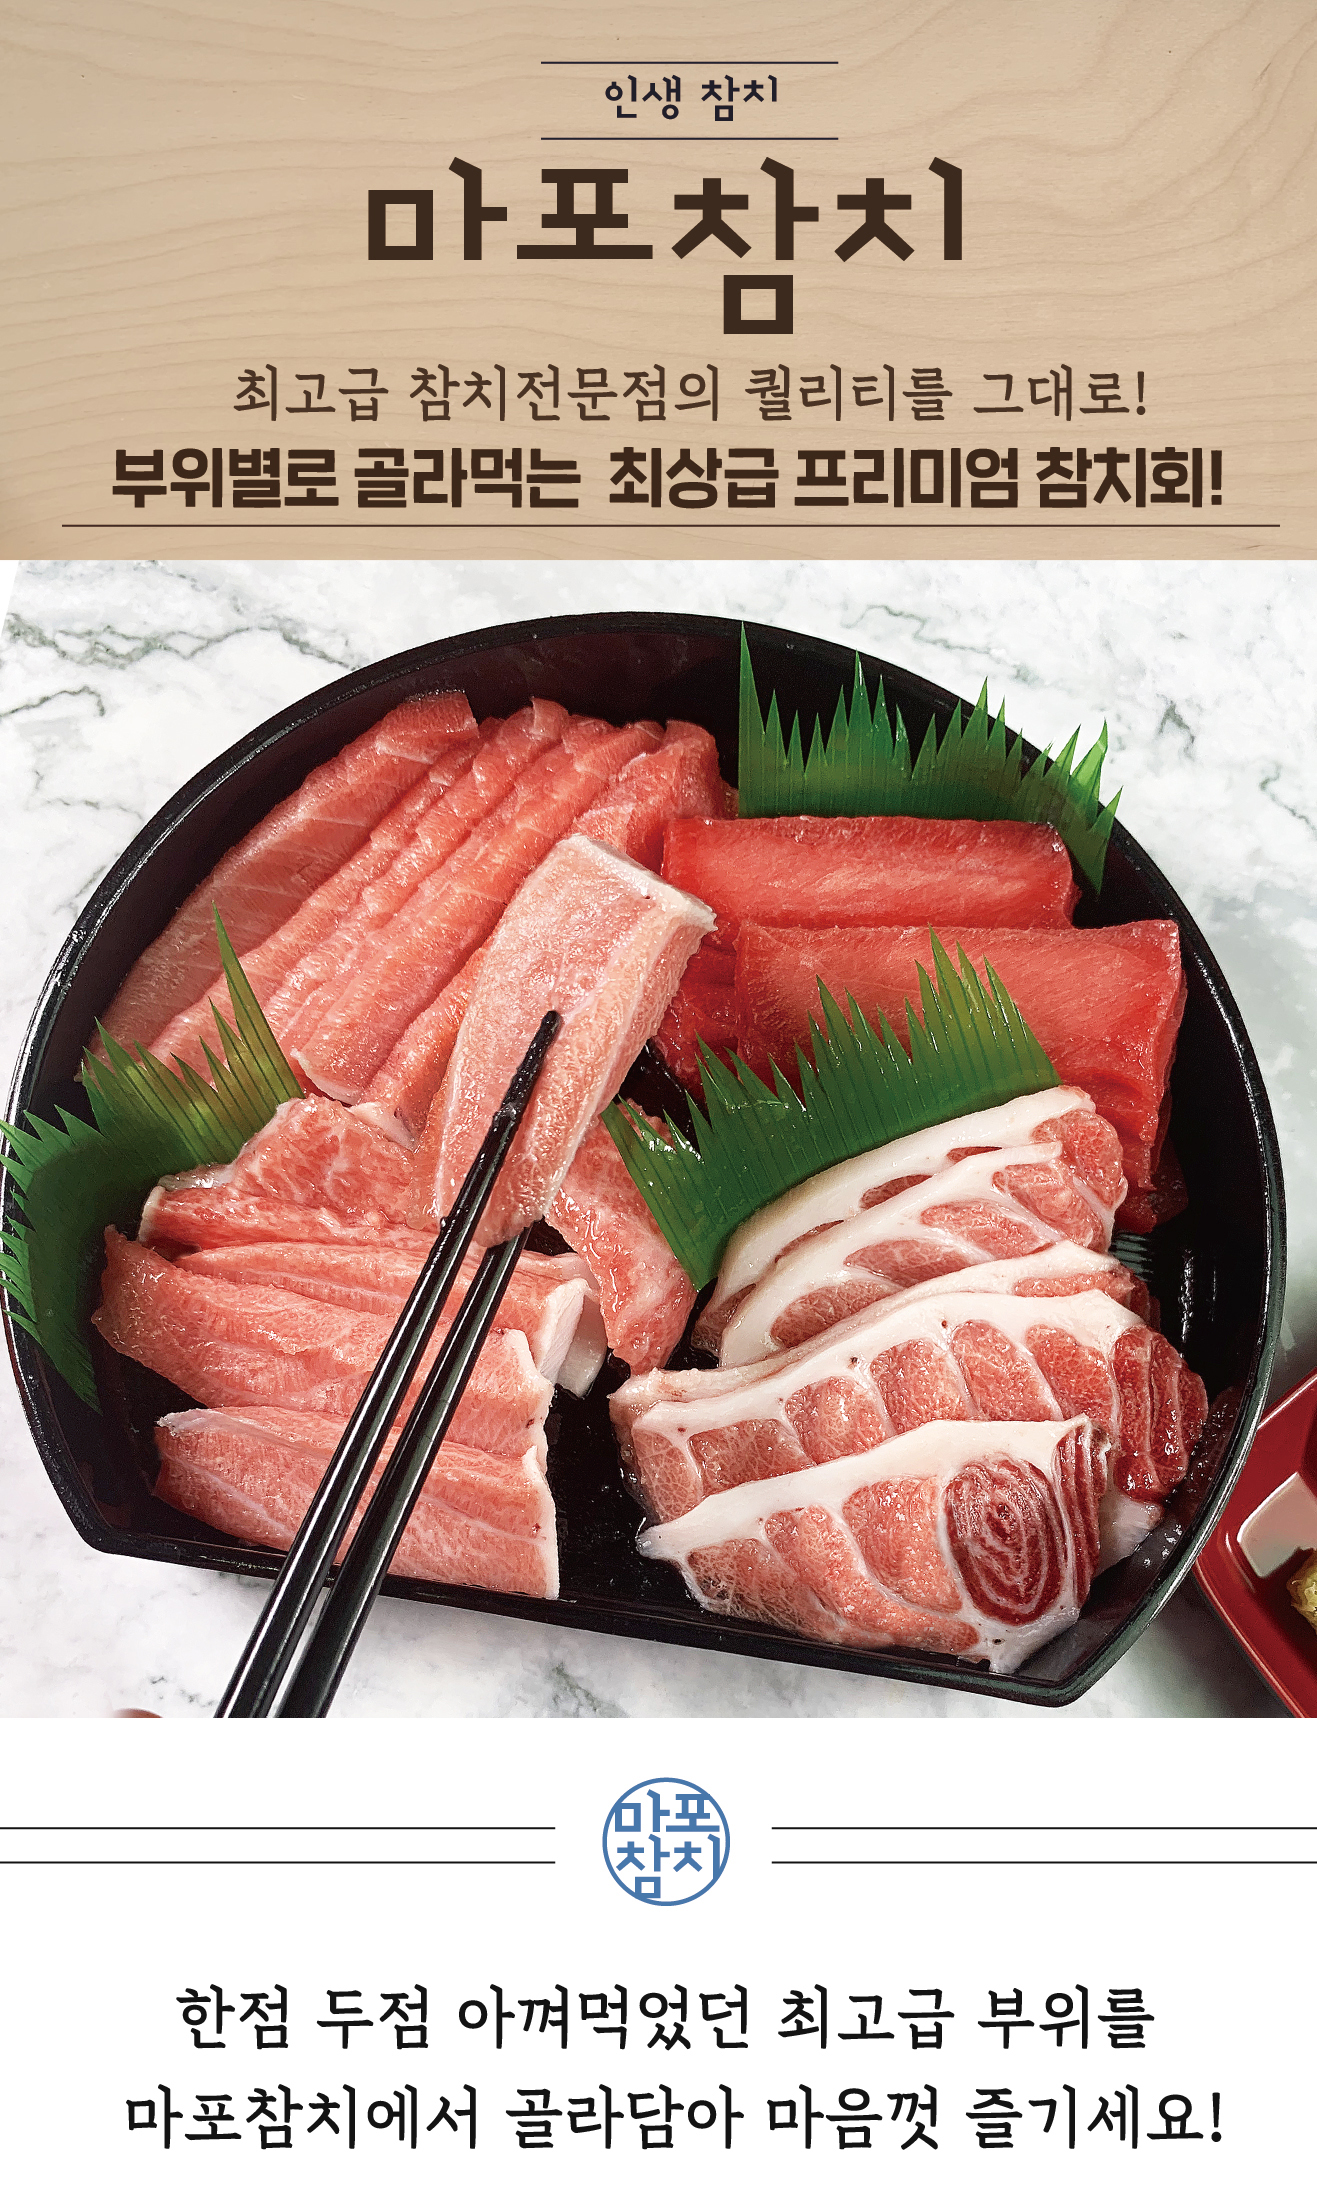 인생 참치
마포참치
최고급 참치전문점의 퀄리티를 그대로!
부위별로 골라먹는 최상급 프리미엄 참치회!
마포
참치
한점 두점 아껴먹었던 최고급 부위를
마포참치에서 골라담아 마음껏 즐기세요!